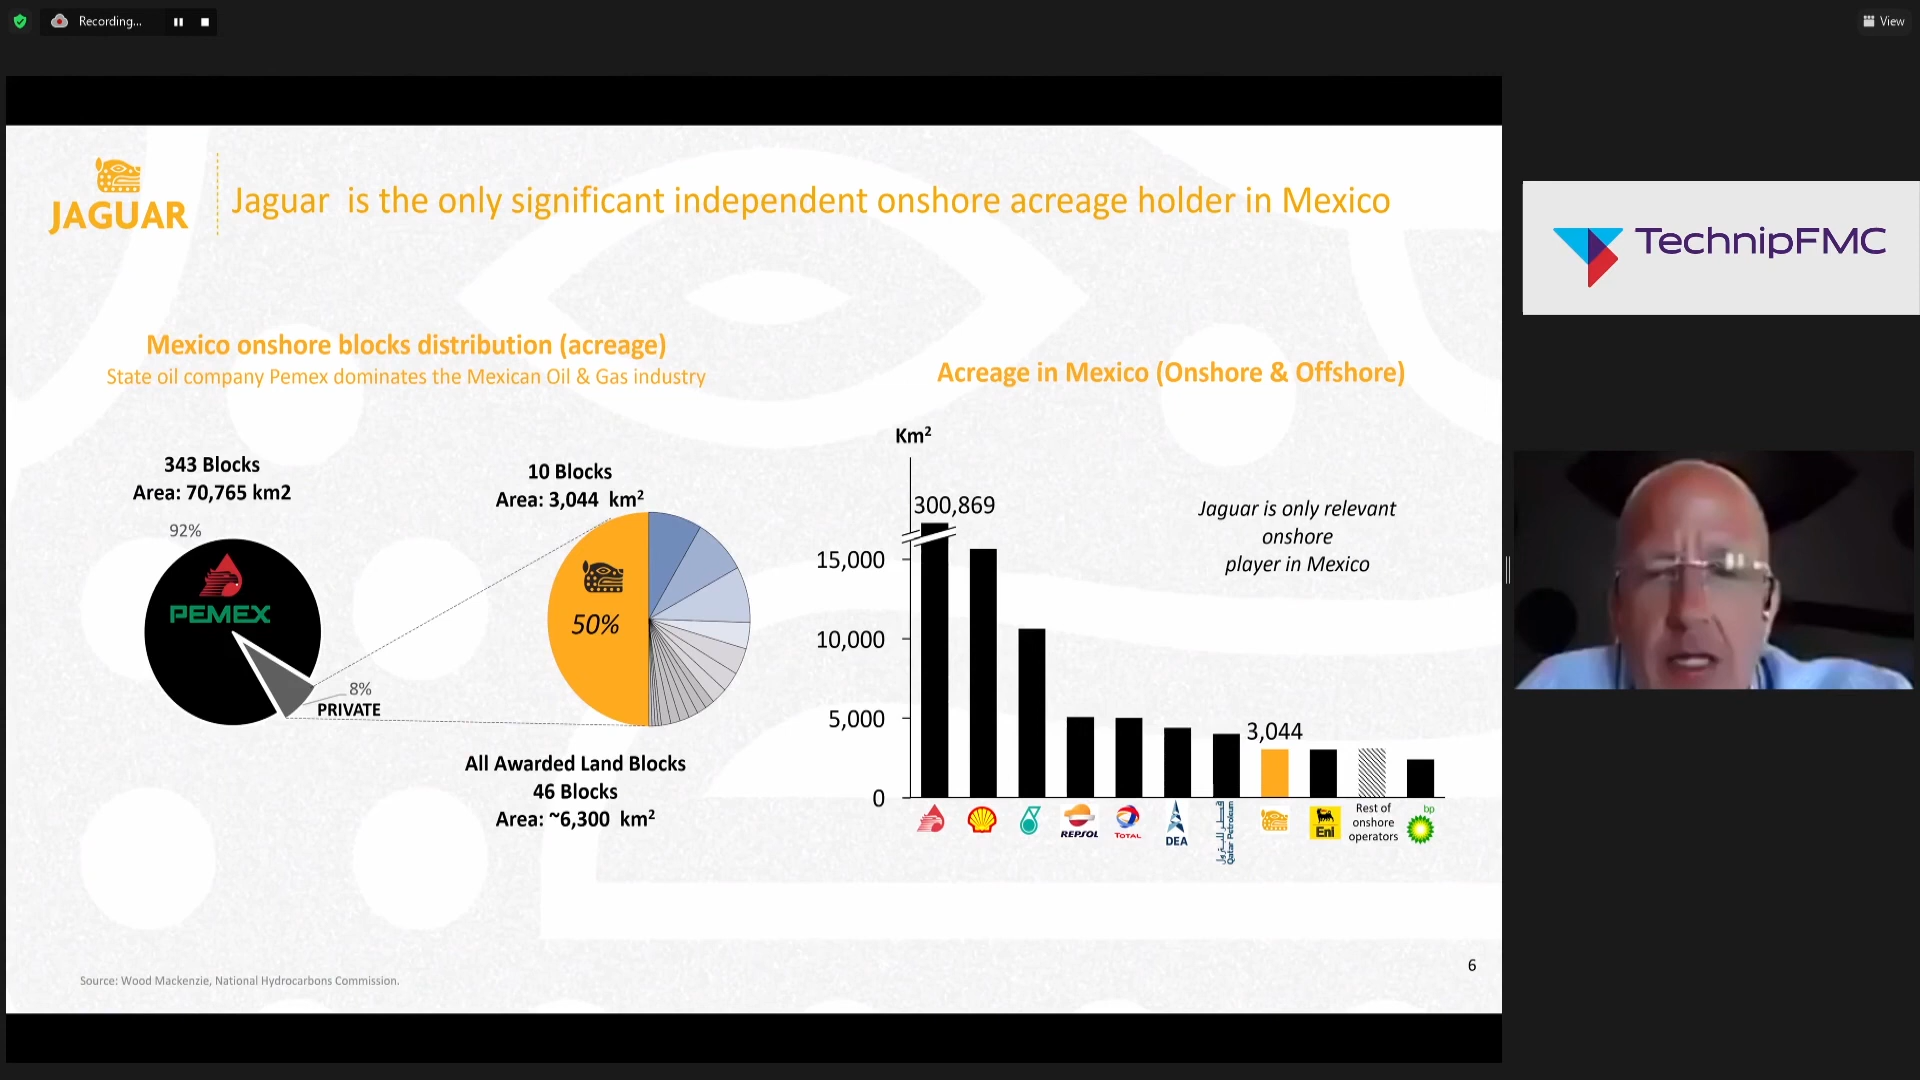 Recording...
View
JAGUAR
Jaguar  is the only significant independent onshore acreage holder in Mexico
TechnipFMC
Mexico onshore blocks distribution (acreage)
State oil company Pemex dominates the Mexican Oil & Gas industry
343 Blocks
Area: 70,765 km2
92%
PEMEX
8%
PRIVATE
10 Blocks
Area: 3,044  km²
50%
All Awarded Land Blocks
46 Blocks
Area: ~6,300  km²
Acreage in Mexico (Onshore & Offshore)
Km²
300,869
15,000
10,000
5,000
0
3,044
Jaguar is only relevant
onshore
player in Mexico
REPSOL
TOTAL
DEA
قطر للبترول
Qatar Petroleum
Eni
Rest of
onshore
operators
bp
Source: Wood Mackenzie, National Hydrocarbons Commission.
6